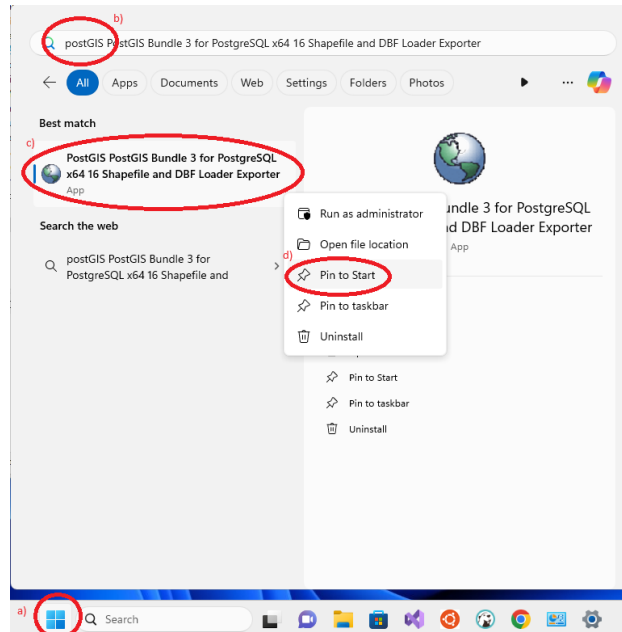 b)
postGIS PostGIS Bundle 3 for PostgreSQL x64 16 Shapefile and DBF Loader Exporter
All Apps Documents Web Settings Folders Photos
Best match
c)
PostGIS PostGIS Bundle 3 for PostgreSQL
x64 16 Shapefile and DBF Loader Exporter
App
Search the web
postGIS PostGIS Bundle 3 for
PostgreSQL x64 16 Shapefile and
d)
Run as administrator
Open file location
Pin to Start
Pin to taskbar
Uninstall
undle 3 for PostgreSQL
d DBF Loader Exporter
App
Pin to Start
Pin to taskbar
Uninstall
a)
Search